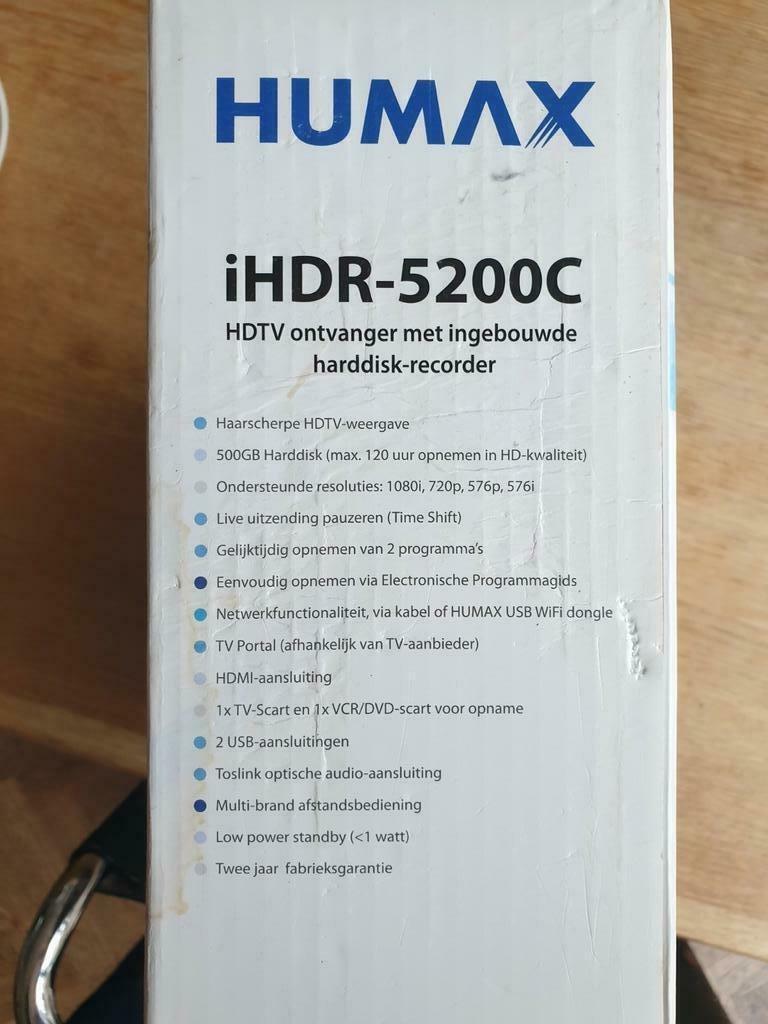 HUMAX
iHDR-5200C
HDTV ontvanger met ingebouwde
harddisk-recorder
Haarscherpe HDTV-weergave
500GB Harddisk (max. 120 uur opnemen in HD-kwaliteit)
Ondersteunde resoluties: 1080i, 720p, 576p, 576i
Live uitzending pauzeren (Time Shift)
Gelijktijdig opnemen van 2 programma's
Eenvoudig opnemen via Electronische Programmagids
Netwerkfunctionaliteit, via kabel of HUMAX USB WiFi dongle
TV Portal (afhankelijk van TV-aanbieder)
HDMI-aansluiting
1x TV-Scart en 1x VCR/DVD-scart voor opname
2 USB-aansluitingen
Toslink optische audio-aansluiting
Multi-brand afstandsbediening
Low power standby (<1 watt)
Twee jaar fabrieksgarantie